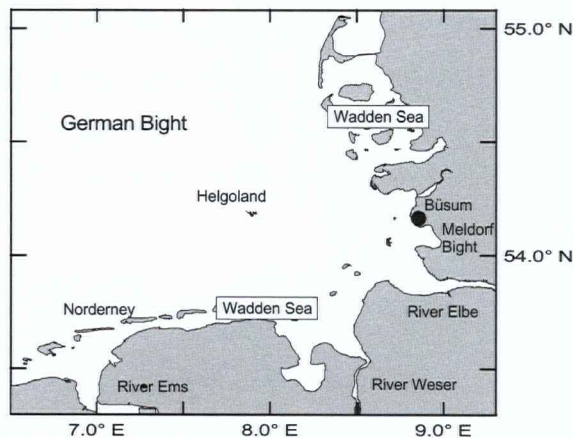 55.0° N
Wadden Sea
German Bight
Helgoland
Büsum
Meldorf
Bight
54.0° N
Norderney
Wadden Sea
River Elbe
River Ems
River Weser
7.0° E
8.0° E
9.0° E